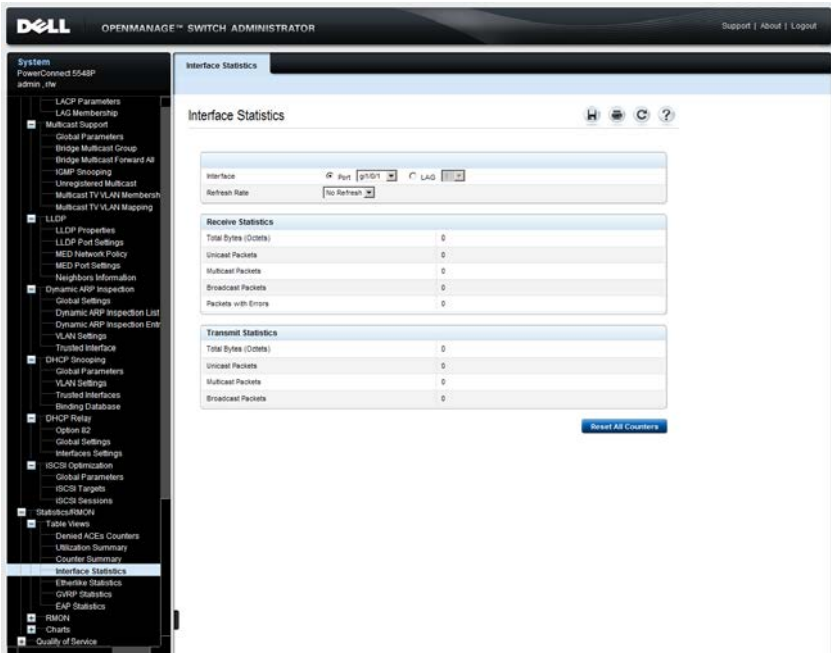 DELL
OPENMANAGE™ SWITCH ADMINISTRATOR
Support | About | Logout
System
PowerConnect 5548P
admin , r/w
LACP Parameters
LAG Membership
Multicast Support
Global Parameters
Bridge Multicast Group
Bridge Multicast Forward All
IGMP Snooping
Unregistered Multicast
Multicast TV VLAN Membersh
Multicast TV VLAN Mapping
LLDP
LLDP Properties
LLDP Port Settings
MED Network Policy
MED Port Settings
Neighbors Information
Dynamic ARP Inspection
Global Settings
Dynamic ARP Inspection List
Dynamic ARP Inspection Entr
VLAN Settings
Trusted Interface
DHCP Snooping
Global Parameters
VLAN Settings
Trusted Interfaces
Binding Database
DHCP Relay
Option 82
Global Settings
Interfaces Settings
iSCSI Optimization
Global Parameters
iSCSI Targets
iSCSI Sessions
Statistics/RMON
Table Views
Denied ACEs Counters
Utilization Summary
Counter Summary
Interface Statistics
Etherlike Statistics
GVRP Statistics
EAP Statistics
RMON
Charts
Quality of Service
Interface Statistics
Interface Statistics
Interface Port gi1/0/1 LAG
Refresh Rate No Refresh
Receive Statistics
Total Bytes (Octets) 0
Unicast Packets 0
Multicast Packets 0
Broadcast Packets 0
Packets with Errors 0
Transmit Statistics
Total Bytes (Octets) 0
Unicast Packets 0
Multicast Packets 0
Broadcast Packets 0
Reset All Counters